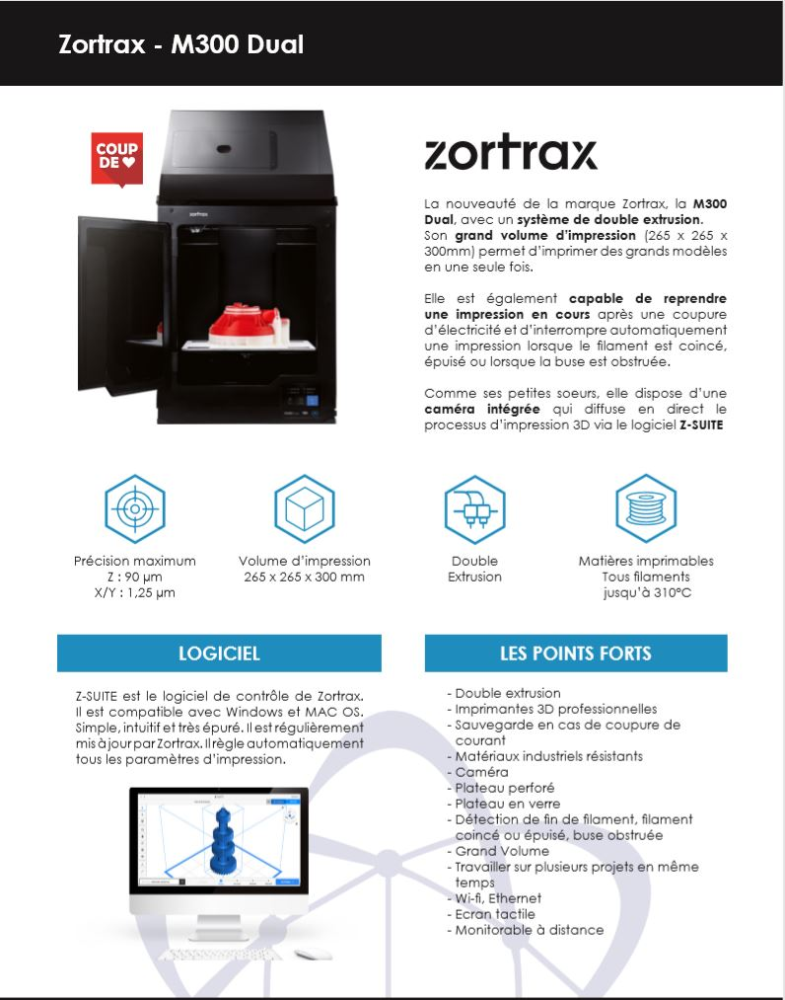 Zortrax - M300 Dual
COUP
DE
zortrax
zortrax
La nouveauté de la marque Zortrax, la M300
Dual, avec un système de double extrusion.
Son grand volume d'impression (265 x 265 x
300mm) permet d'imprimer des grands modèles
en une seule fois.
Elle est également capable de reprendre
une impression en cours après une coupure
d'électricité et d'interrompre automatiquement
une impression lorsque le filament est coincé,
épuisé ou lorsque la buse est obstruée.
Comme ses petites soeurs, elle dispose d'une
caméra intégrée qui diffuse en direct le
processus d'impression 3D via le logiciel Z-SUITE
Précision maximum
Z : 90 µm
X/Y : 1,25 µm
Volume d'impression
265 x 265 x 300 mm
Double
Extrusion
Matières imprimables
Tous filaments
jusqu'à 310°C
LOGICIEL
Z-SUITE est le logiciel de contrôle de Zortrax.
Il est compatible avec Windows et MAC OS.
Simple, intuitif et très épuré. Il est régulièrement
mis à jour par Zortrax. Il règle automatiquement
tous les paramètres d'impression.
LES POINTS FORTS
- Double extrusion
- Imprimantes 3D professionnelles
- Sauvegarde en cas de coupure de
courant
- Matériaux industriels résistants
- Caméra
- Plateau perforé
- Plateau en verre
- Détection de fin de filament, filament
coincé ou épuisé, buse obstruée
- Grand Volume
- Travailler sur plusieurs projets en même
temps
- Wi-fi, Ethernet
- Ecran tactile
- Monitorable à distance